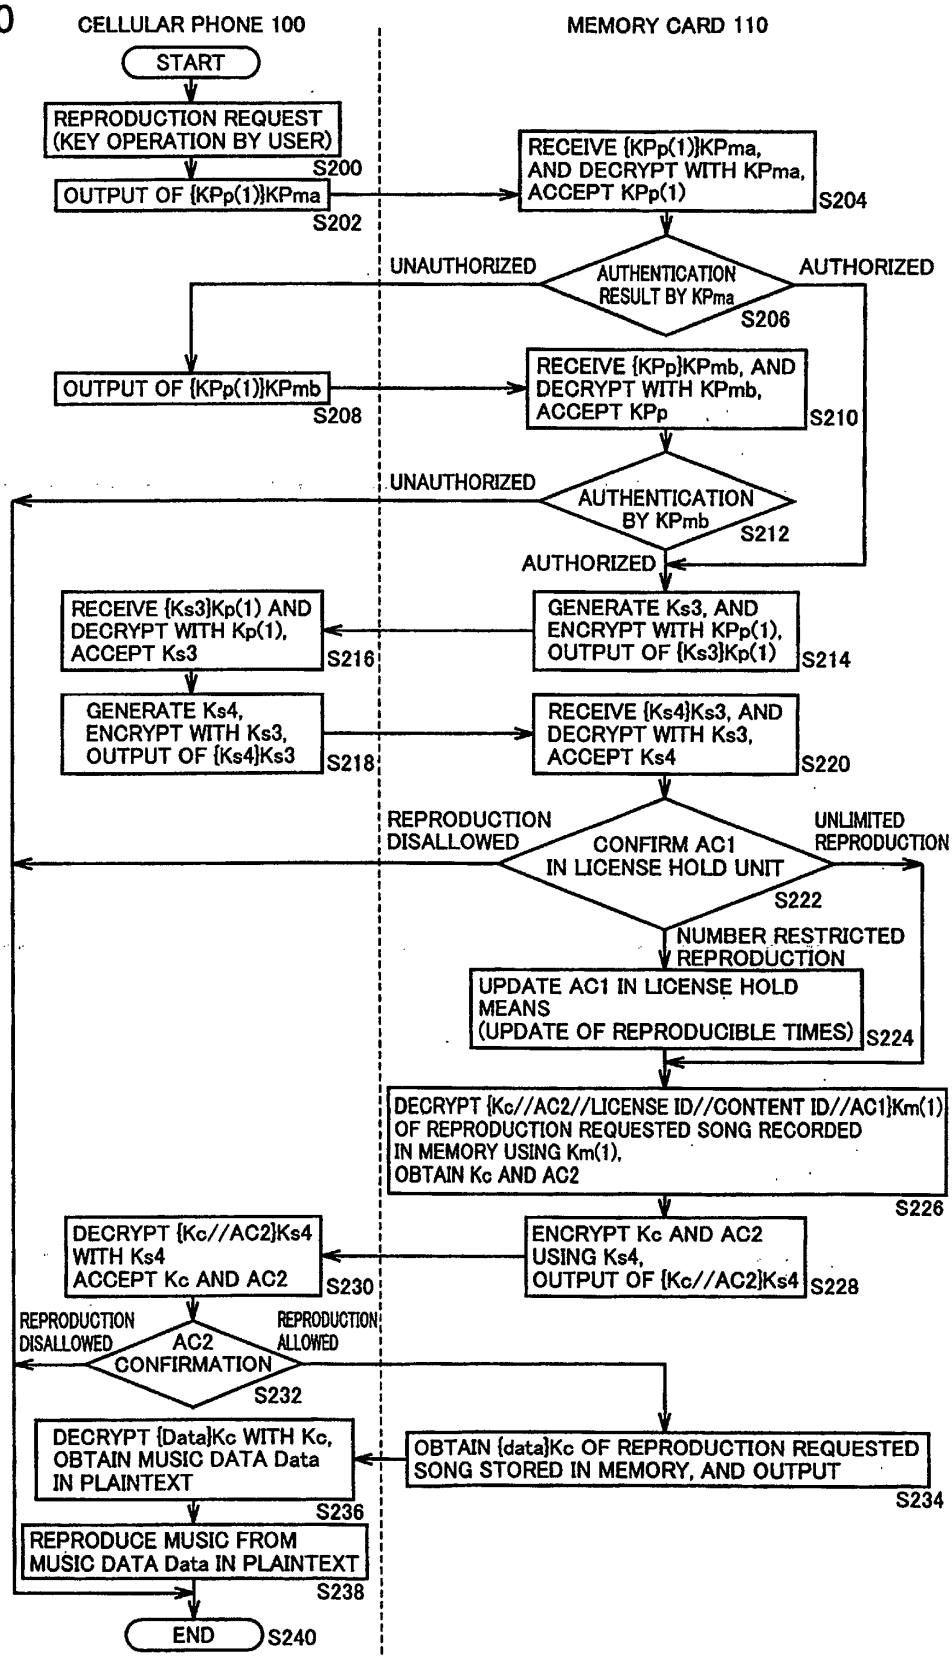 0
CELLULAR PHONE 100
MEMORY CARD 110
START
REPRODUCTION REQUEST
(KEY OPERATION BY USER)
S200
OUTPUT OF {KPp(1)}KPma
S202
RECEIVE {KPp(1)}KPma,
AND DECRYPT WITH KPma,
ACCEPT KPp(1)
S204
UNAUTHORIZED
AUTHENTICATION
RESULT BY KPma
AUTHORIZED
S206
OUTPUT OF {KPp(1)}KPmb
S208
RECEIVE {KPp}KPmb, AND
DECRYPT WITH KPmb,
ACCEPT KPp
S210
UNAUTHORIZED
AUTHENTICATION
BY KPmb
S212
AUTHORIZED
GENERATE Ks3, AND
ENCRYPT WITH KPp(1),
OUTPUT OF {Ks3}Kp(1)
S214
RECEIVE {Ks3}Kp(1) AND
DECRYPT WITH Kp(1),
ACCEPT Ks3
S216
GENERATE Ks4,
ENCRYPT WITH Ks3,
OUTPUT OF {Ks4}Ks3
S218
RECEIVE {Ks4}Ks3, AND
DECRYPT WITH Ks3,
ACCEPT Ks4
S220
REPRODUCTION
DISALLOWED
CONFIRM AC1
IN LICENSE HOLD UNIT
UNLIMITED
REPRODUCTION
S222
NUMBER RESTRICTED
REPRODUCTION
UPDATE AC1 IN LICENSE HOLD
MEANS
(UPDATE OF REPRODUCIBLE TIMES)
S224
DECRYPT {Kc//AC2//LICENSE ID//CONTENT ID//AC1}Km(1)
OF REPRODUCTION REQUESTED SONG RECORDED
IN MEMORY USING Km(1),
OBTAIN Kc AND AC2
S226
ENCRYPT Kc AND AC2
USING Ks4,
OUTPUT OF {Kc//AC2}Ks4
S228
DECRYPT {Kc//AC2}Ks4
WITH Ks4
ACCEPT Kc AND AC2
S230
REPRODUCTION
DISALLOWED
AC2
CONFIRMATION
REPRODUCTION
ALLOWED
S232
OBTAIN {data}Kc OF REPRODUCTION REQUESTED
SONG STORED IN MEMORY, AND OUTPUT
S234
DECRYPT {Data}Kc WITH Kc,
OBTAIN MUSIC DATA Data
IN PLAINTEXT
S236
REPRODUCE MUSIC FROM
MUSIC DATA Data IN PLAINTEXT
S238
END
S240